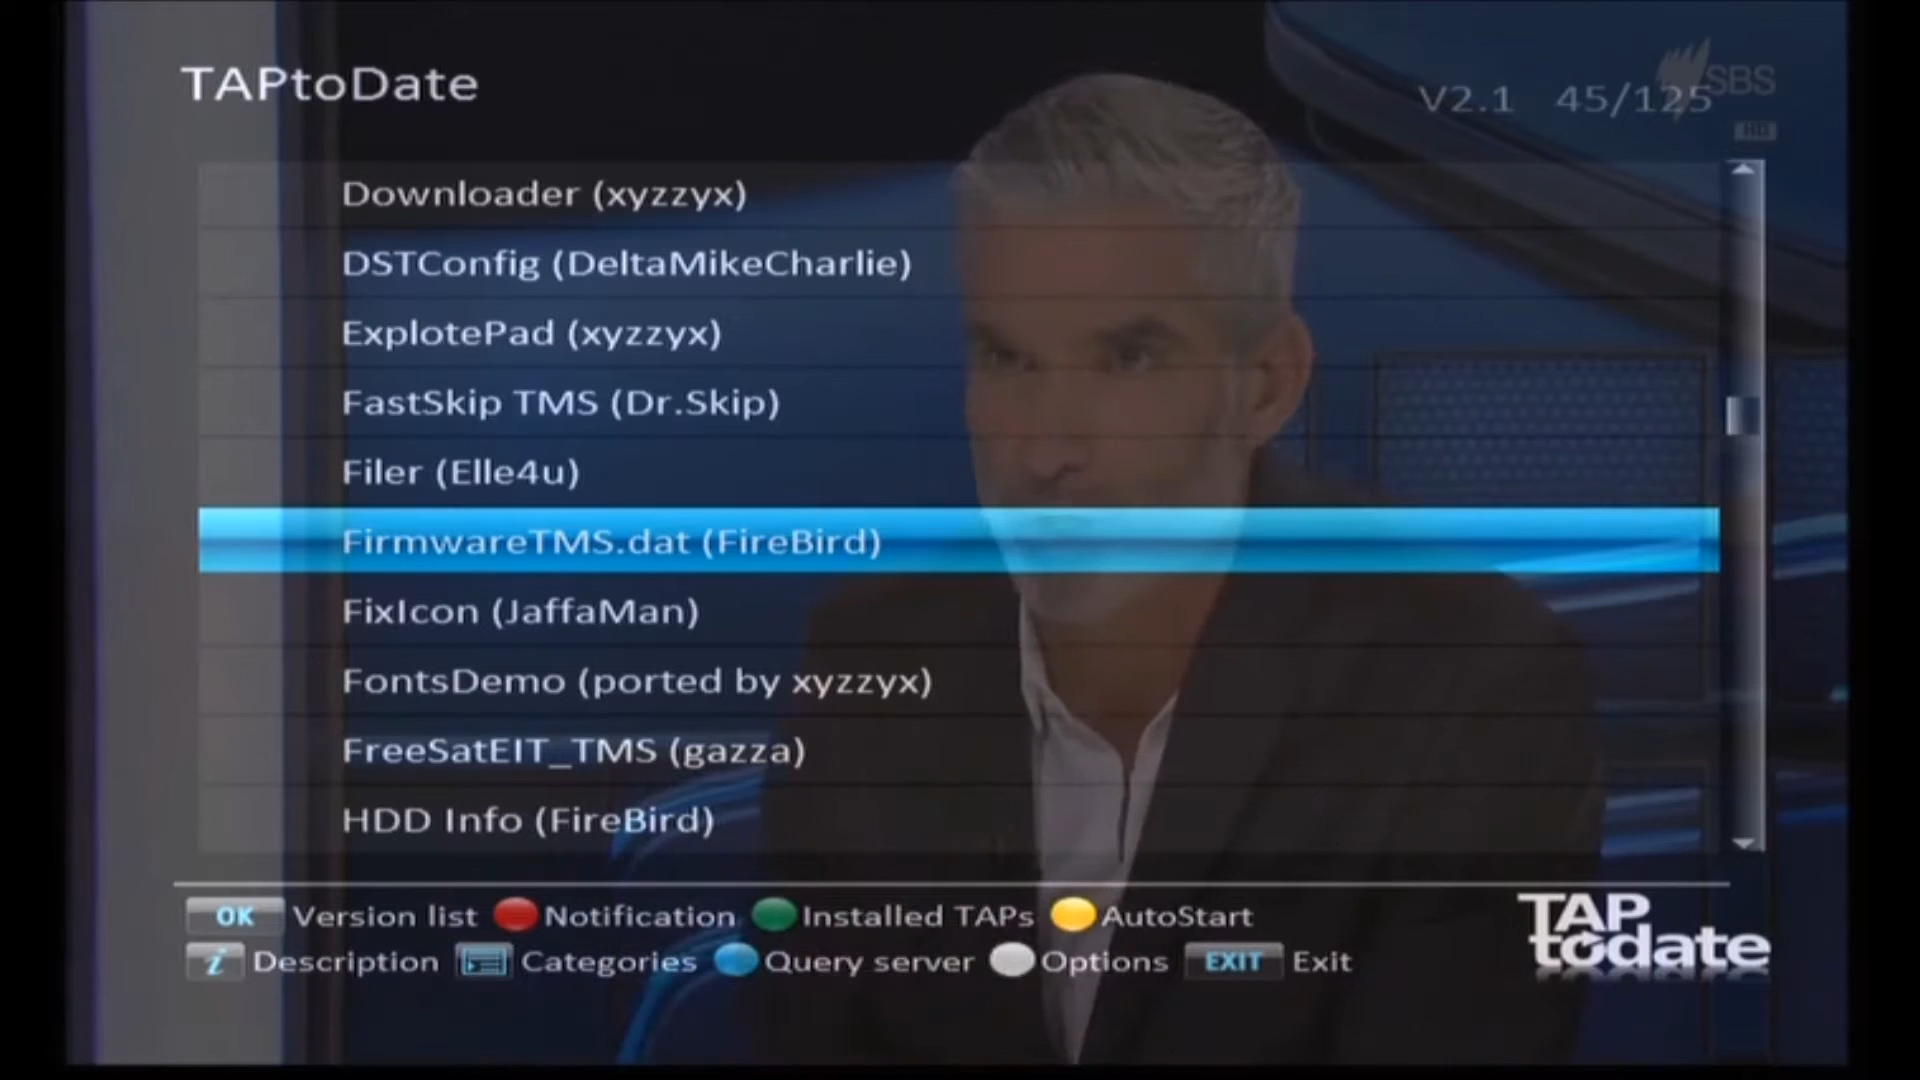 TAPtoDate
V2.1 45/125
SBS
HD
Downloader (xyzzyx)
DSTConfig (DeltaMikeCharlie)
ExplotePad (xyzzyx)
FastSkip TMS (Dr.Skip)
Filer (Elle4u)
FirmwareTMS.dat (FireBird)
FixIcon (JaffaMan)
FontsDemo (ported by xyzzyx)
FreeSatEIT_TMS (gazza)
HDD Info (FireBird)
OK Version list Notification Installed TAPs AutoStart
i Description Categories Query server Options EXIT Exit
TAP
todate